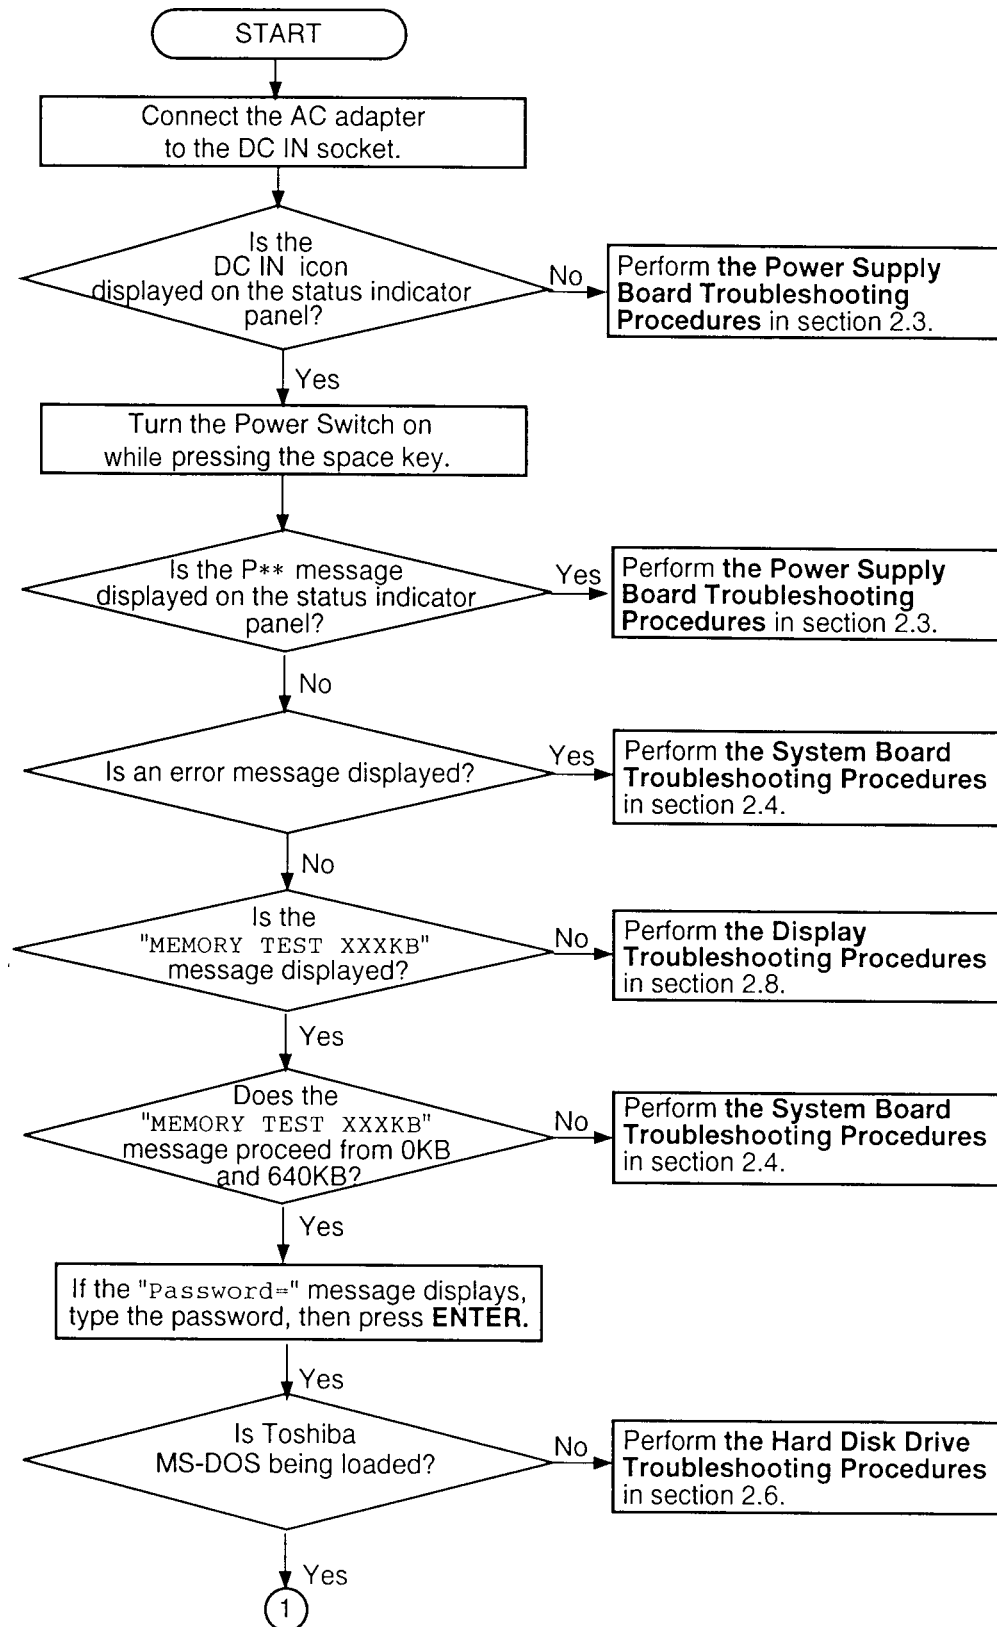 START
Connect the AC adapter
to the DC IN socket.
Is the
DC IN icon
displayed on the status indicator
panel?
No
Perform the Power Supply
Board Troubleshooting
Procedures in section 2.3.
Yes
Turn the Power Switch on
while pressing the space key.
Is the P** message
displayed on the status indicator
panel?
Yes
Perform the Power Supply
Board Troubleshooting
Procedures in section 2.3.
No
Is an error message displayed?
Yes
Perform the System Board
Troubleshooting Procedures
in section 2.4.
No
Is the
"MEMORY TEST XXXKB"
message displayed?
No
Perform the Display
Troubleshooting Procedures
in section 2.8.
Yes
Does the
"MEMORY TEST XXXKB"
message proceed from 0KB
and 640KB?
No
Perform the System Board
Troubleshooting Procedures
in section 2.4.
Yes
If the "Password=" message displays,
type the password, then press ENTER.
Yes
Is Toshiba
MS-DOS being loaded?
No
Perform the Hard Disk Drive
Troubleshooting Procedures
in section 2.6.
Yes
1